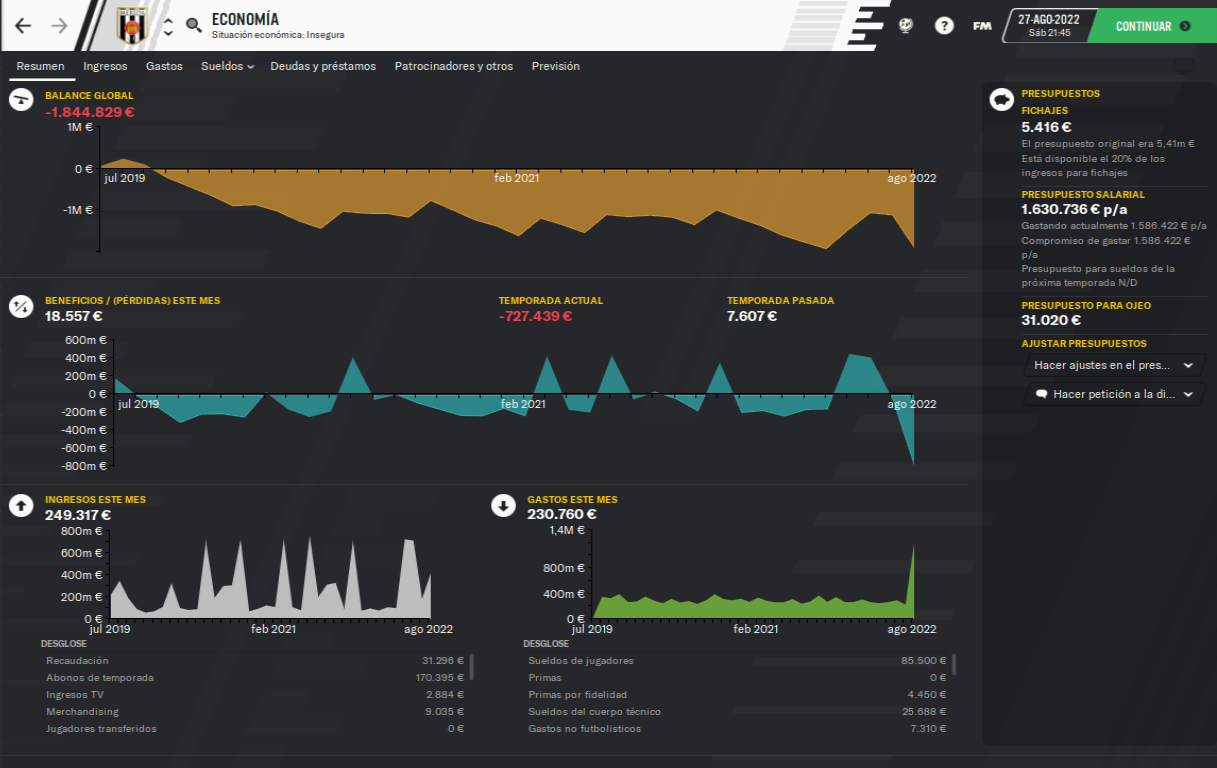 ECONOMÍA
Situación económica: Insegura
?
FM
27-AGO-2022
Sáb 21:45
CONTINUAR
Resumen
Ingresos
Gastos
Sueldos
Deudas y préstamos
Patrocinadores y otros
Previsión
BALANCE GLOBAL
-1.844.829 €
1M €
0 €
-1M €
jul 2019
feb 2021
ago 2022
BENEFICIOS / (PÉRDIDAS) ESTE MES
18.557 €
TEMPORADA ACTUAL
-727.439 €
TEMPORADA PASADA
7.607 €
600m €
400m €
200m €
0 €
-200m €
-400m €
-600m €
-800m €
jul 2019
feb 2021
ago 2022
INGRESOS ESTE MES
249.317 €
800m €
600m €
400m €
200m €
0 €
jul 2019
feb 2021
ago 2022
DESGLOSE
Recaudación 31.296 €
Abonos de temporada 170.395 €
Ingresos TV 2.884 €
Merchandising 9.035 €
Jugadores transferidos 0 €
GASTOS ESTE MES
230.760 €
1,4M €
800m €
400m €
0 €
jul 2019
feb 2021
ago 2022
DESGLOSE
Sueldos de jugadores 85.500 €
Primas 0 €
Primas por fidelidad 4.450 €
Sueldos del cuerpo técnico 25.688 €
Gastos no futbolísticos 7.310 €
PRESUPUESTOS
FICHAJES
5.416 €
El presupuesto original era 5,41m €
Está disponible el 20% de los
ingresos para fichajes
PRESUPUESTO SALARIAL
1.630.736 € p/a
Gastando actualmente 1.586.422 € p/a
Compromiso de gastar 1.586.422 €
p/a
Presupuesto para sueldos de la
próxima temporada N/D
PRESUPUESTO PARA OJEO
31.020 €
AJUSTAR PRESUPUESTOS
Hacer ajustes en el pres...
Hacer petición a la di...